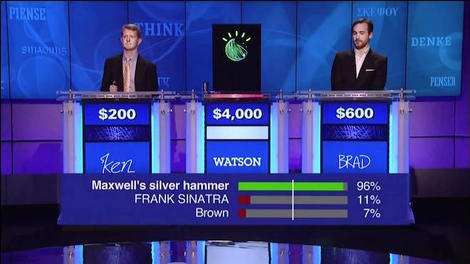 PIENSE
THINK
ΣΚΕΨΟΥ
DENKE
PENSER
$200
$4,000
$600
Ken
WATSON
BRAD
Maxwell's silver hammer 96%
FRANK SINATRA 11%
Brown 7%